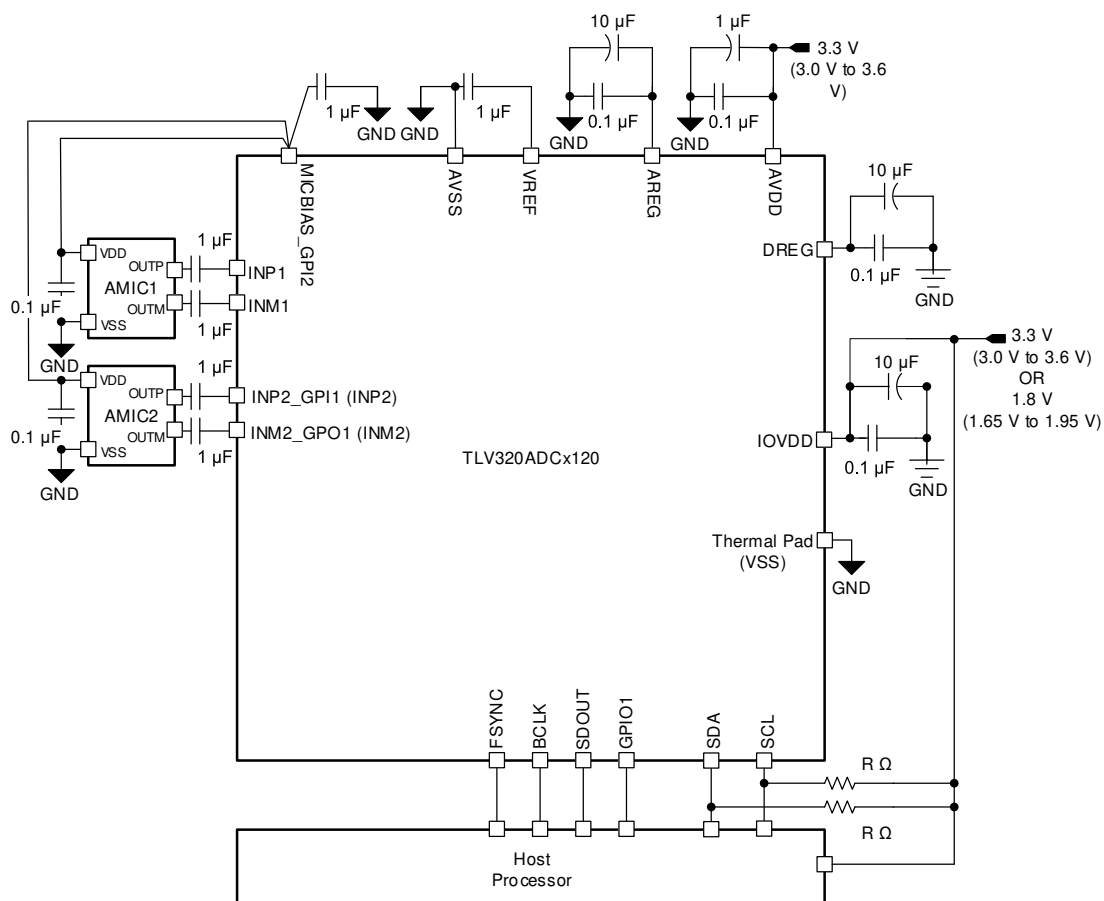 10 µF
1 µF
3.3 V
(3.0 V to 3.6
V)
1 µF
GND
GND
1 µF
GND
0.1 µF
GND
0.1 µF
MICBIAS_GPI2
AVSS
VREF
AREG
AVDD
10 µF
DREG
0.1 µF
GND
1 µF
VDD
OUTP
AMIC1
OUTM
VSS
INP1
INM1
0.1 µF
1 µF
GND
1 µF
VDD
OUTP
AMIC2
OUTM
VSS
INP2_GPI1 (INP2)
INM2_GPO1 (INM2)
0.1 µF
1 µF
GND
3.3 V
(3.0 V to 3.6 V)
OR
1.8 V
(1.65 V to 1.95 V)
10 µF
IOVDD
0.1 µF
GND
TLV320ADCx120
Thermal Pad
(VSS)
GND
FSYNC
BCLK
SDOUT
GPIO1
SDA
SCL
R Ω
R Ω
Host
Processor